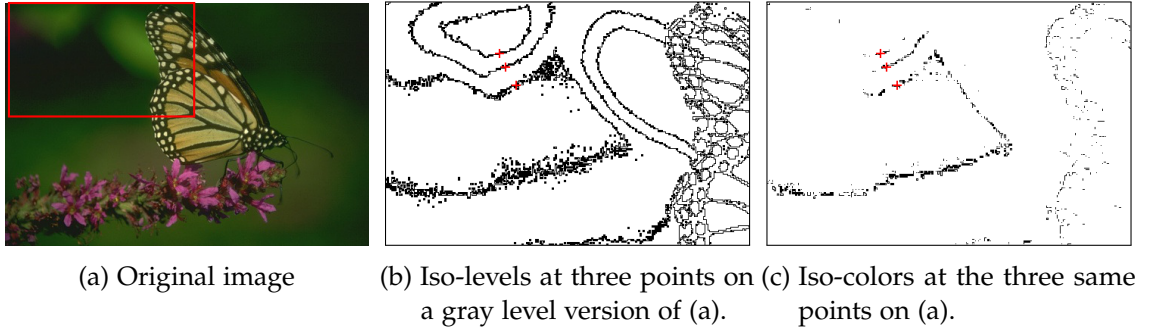 (a) Original image
(b) Iso-levels at three points on
a gray level version of (a).
(c) Iso-colors at the three same
points on (a).